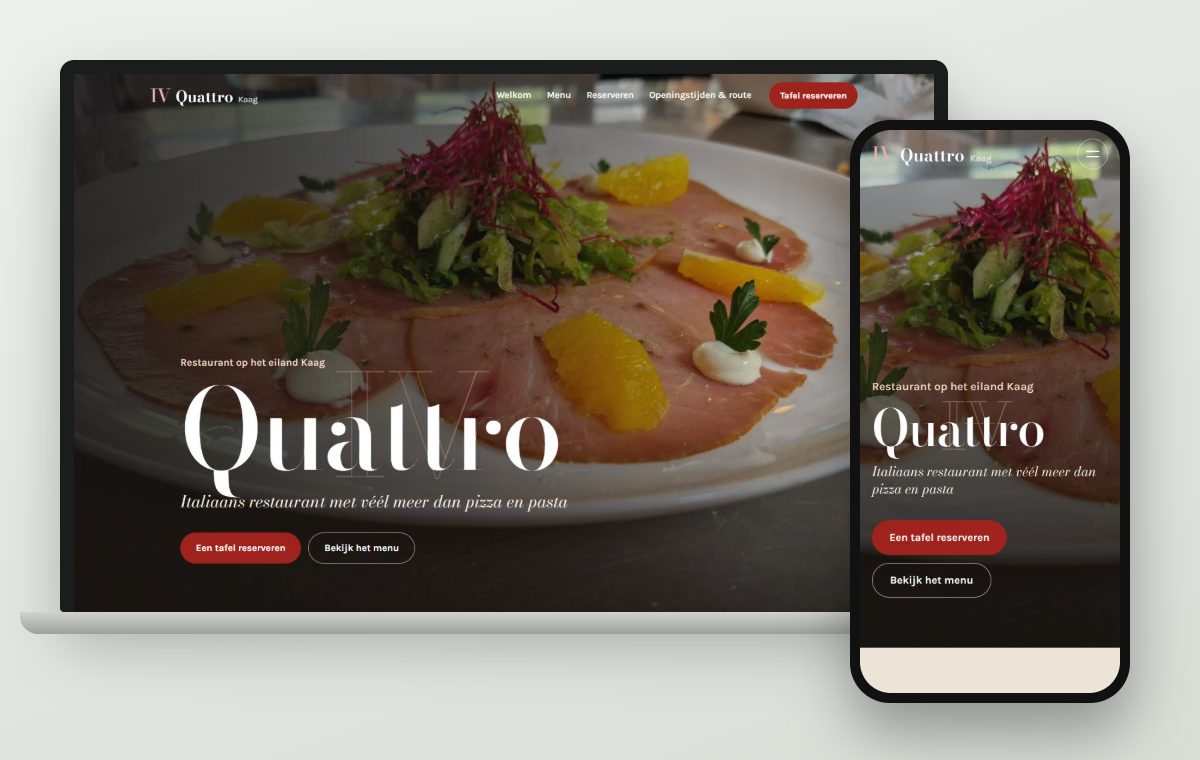 IV Quattro Kaag
Welkom Menu Reserveren Openingstijden & route Tafel reserveren
Restaurant op het eiland Kaag
IV
Quattro
Italiaans restaurant met véél meer dan pizza en pasta
Een tafel reserveren Bekijk het menu
IV Quattro Kaag
Restaurant op het eiland Kaag
IV
Quattro
Italiaans restaurant met véél meer dan
pizza en pasta
Een tafel reserveren
Bekijk het menu